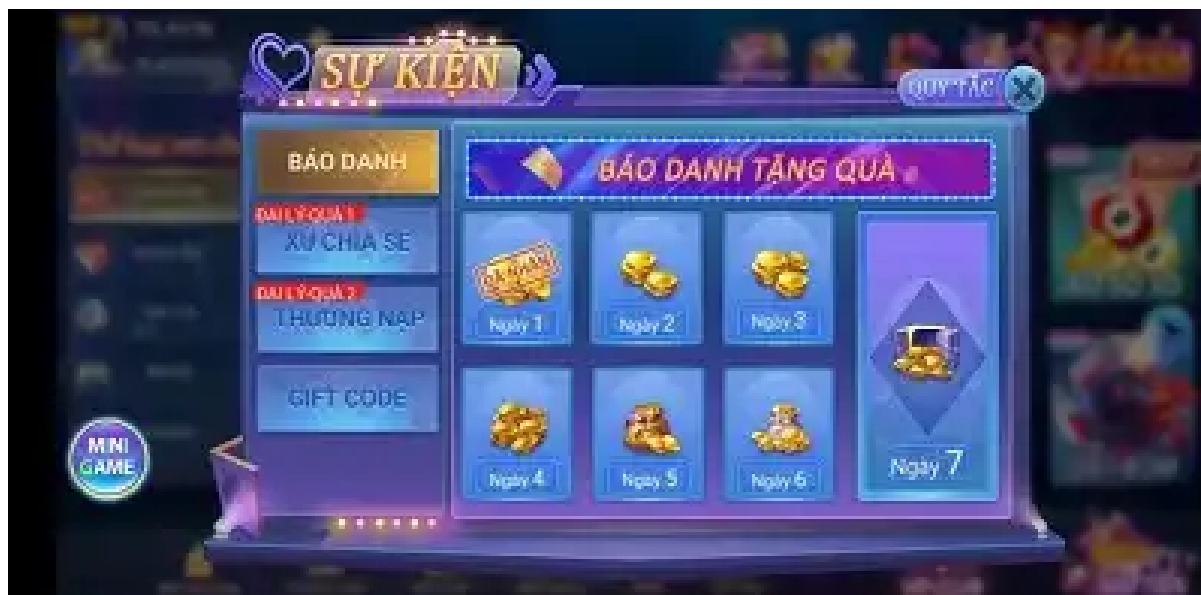 SỰ KIỆN
QUY TẮC
BÁO DANH
BÁO DANH TẶNG QUÀ
ĐẠI LÝ-QUÀ 1
XU CHIA SẺ
ĐẠI LÝ-QUÀ 2
THƯỞNG NẠP
GIFT CODE
Ngày 1
Ngày 2
Ngày 3
Ngày 4
Ngày 5
Ngày 6
Ngày 7
MINI
GAME